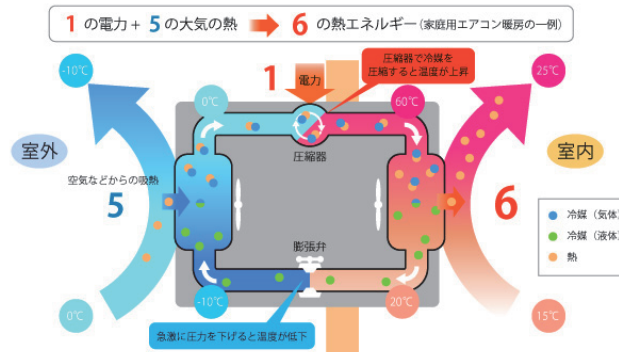 1 の電力 + 5 の大気の熱 6 の熱エネルギー(家庭用エアコン暖房の一例)
-10℃
0℃
1
電力
圧縮器で冷媒を
圧縮すると温度が上昇
60℃
25℃
室外
圧縮器
室内
空気などからの吸熱
5
6
冷媒(気体)
冷媒(液体)
熱
膨張弁
0℃
-10℃
20℃
15℃
急激に圧力を下げると温度が低下